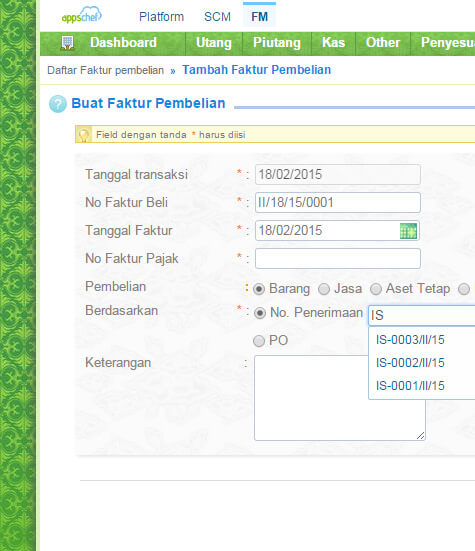 appschef Platform SCM FM
Dashboard Utang Piutang Kas Other
Daftar Faktur pembelian » Tambah Faktur Pembelian
? Buat Faktur Pembelian
Field dengan tanda * harus diisi
Tanggal transaksi * : 18/02/2015
No Faktur Beli * : II/18/15/0001
Tanggal Faktur * : 18/02/2015
No Faktur Pajak * :
Pembelian : Barang Jasa Aset Tetap
Berdasarkan * : No. Penerimaan IS
IS-0003/II/15
PO
IS-0002/II/15
Keterangan :
IS-0001/II/15